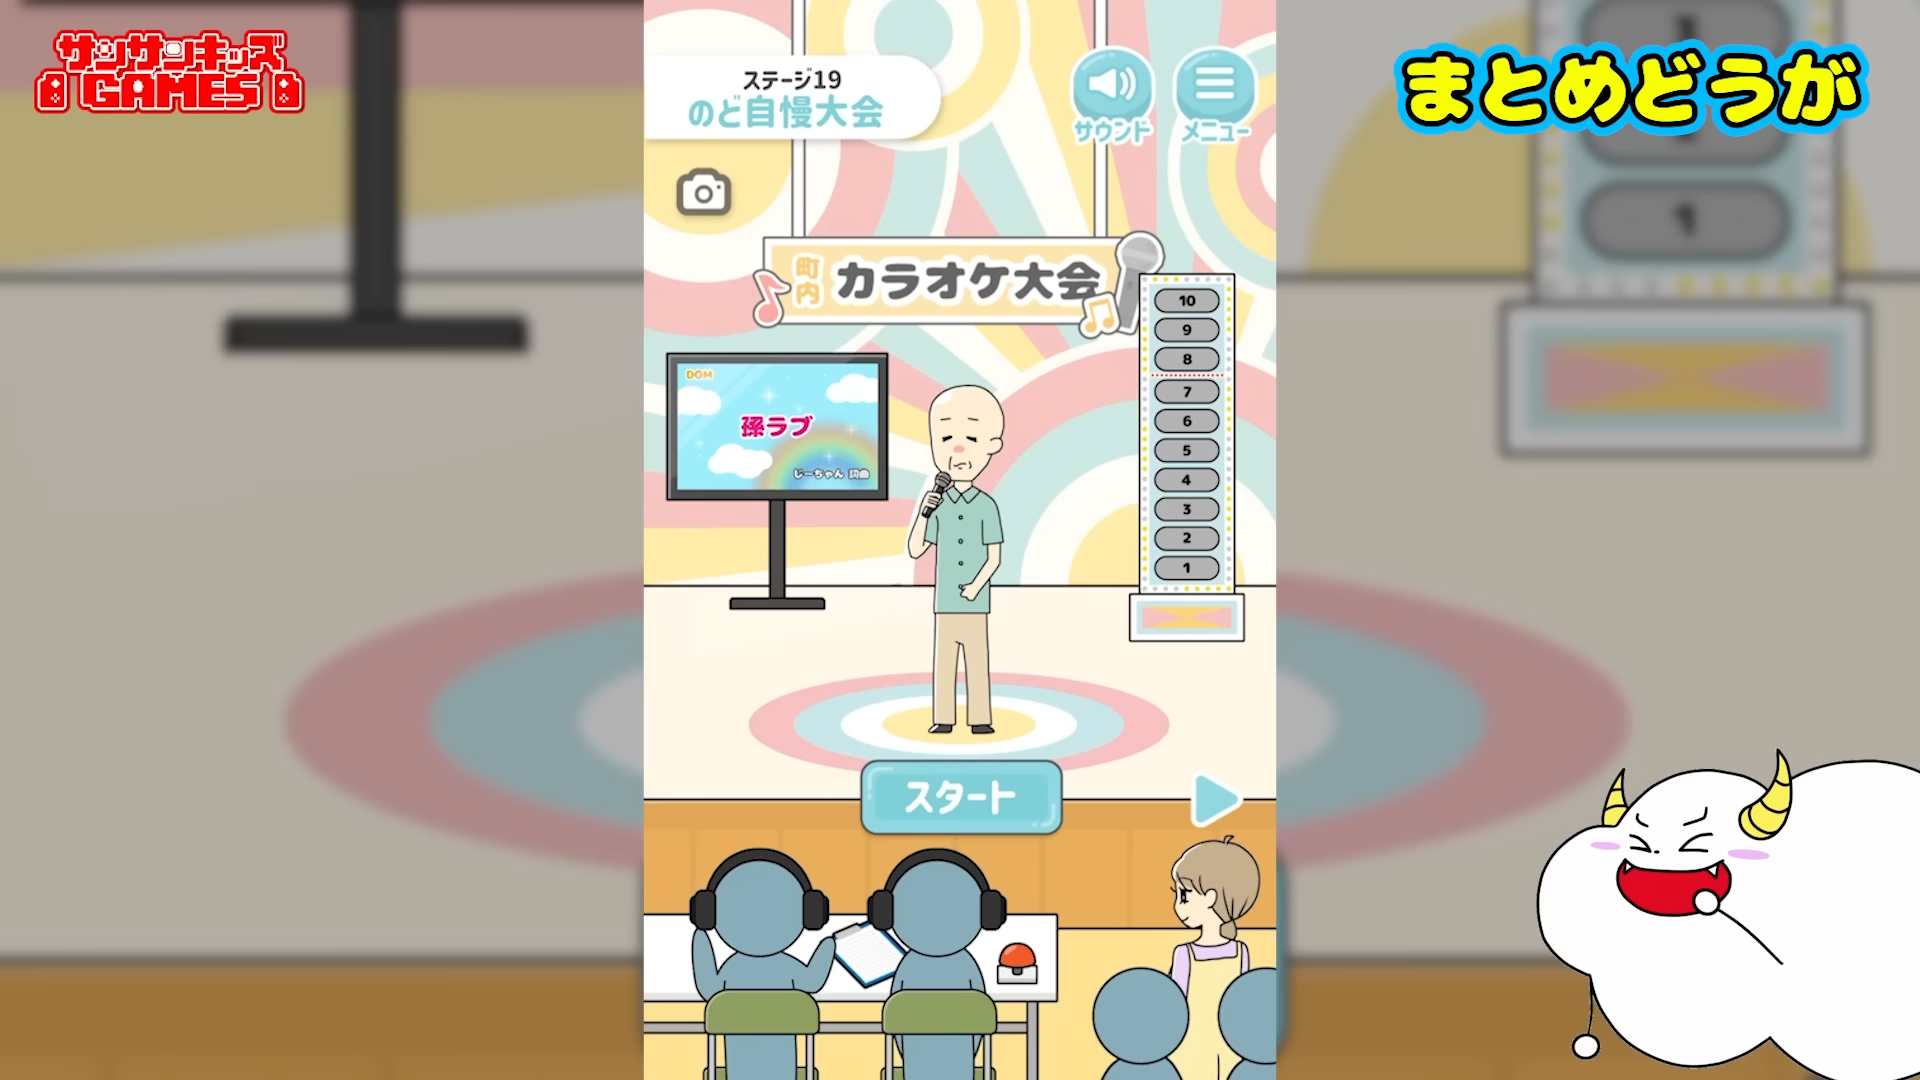 サンサンキッズ
GAMES
まとめどうが
ステージ19
のど自慢大会
サウンド
メニュー
町内
カラオケ大会
DOM
孫ラブ
じーちゃん 詞曲
10
9
8
7
6
5
4
3
2
1
スタート
1